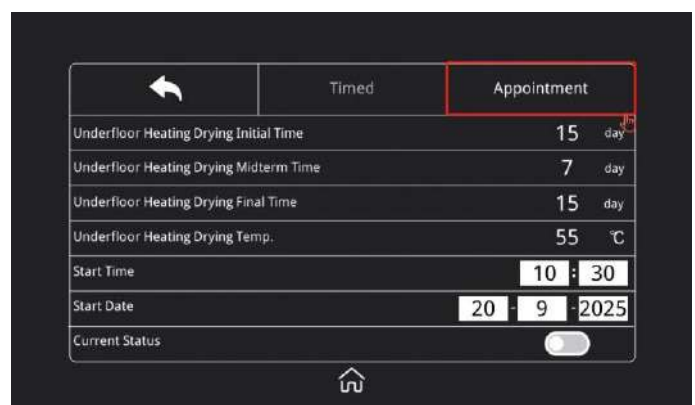 Timed Appointment
Underfloor Heating Drying Initial Time 15 day
Underfloor Heating Drying Midterm Time 7 day
Underfloor Heating Drying Final Time 15 day
Underfloor Heating Drying Temp. 55 ℃
Start Time 10 : 30
Start Date 20 - 9 - 2025
Current Status